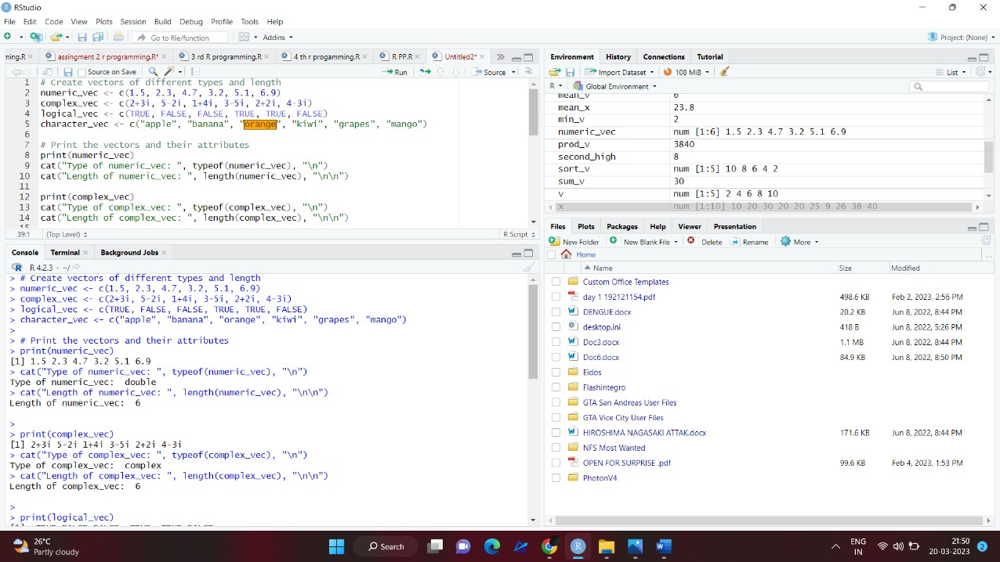 RStudio
File Edit Code View Plots Session Build Debug Profile Tools Help
Go to file/function Addins Project: (None)
ming.R assingment 2 r programming.R* 3 rd R programming.R 4 th r progamming.R R PP.R Untitled2*
Source on Save Run Source
1 # Create vectors of different types and length
2 numeric_vec <- c(1.5, 2.3, 4.7, 3.2, 5.1, 6.9)
3 complex_vec <- c(2+3i, 5-2i, 1+4i, 3-5i, 2+2i, 4-3i)
4 logical_vec <- c(TRUE, FALSE, FALSE, TRUE, TRUE, FALSE)
5 character_vec <- c("apple", "banana", "orange", "kiwi", "grapes", "mango")
6
7 # Print the vectors and their attributes
8 print(numeric_vec)
9 cat("Type of numeric_vec: ", typeof(numeric_vec), "\n")
10 cat("Length of numeric_vec: ", length(numeric_vec), "\n\n")
11
12 print(complex_vec)
13 cat("Type of complex_vec: ", typeof(complex_vec), "\n")
14 cat("Length of complex_vec: ", length(complex_vec), "\n\n")
15
39:1 (Top Level) R Script
Console Terminal Background Jobs
R 4.2.3 · ~/
> # Create vectors of different types and length
> numeric_vec <- c(1.5, 2.3, 4.7, 3.2, 5.1, 6.9)
complex_vec <- c(2+3i, 5-2i, 1+4i, 3-5i, 2+2i, 4-3i)
> logical_vec <- c(TRUE, FALSE, FALSE, TRUE, TRUE, FALSE)
> character_vec <- c("apple", "banana", "orange", "kiwi", "grapes", "mango")
>
> # Print the vectors and their attributes
> print(numeric_vec)
[1] 1.5 2.3 4.7 3.2 5.1 6.9
> cat("Type of numeric_vec: ", typeof(numeric_vec), "\n")
Type of numeric_vec:  double
> cat("Length of numeric_vec: ", length(numeric_vec), "\n\n")
Length of numeric_vec:  6
> print(complex_vec)
[1] 2+3i 5-2i 1+4i 3-5i 2+2i 4-3i
> cat("Type of complex_vec: ", typeof(complex_vec), "\n")
Type of complex_vec:  complex
> cat("Length of complex_vec: ", length(complex_vec), "\n\n")
Length of complex_vec:  6
>
> print(logical_vec)
Environment History Connections Tutorial
Import Dataset 108 MiB List
R Global Environment
mean_v 6
mean_x 23.8
min_v 2
numeric_vec num [1:6] 1.5 2.3 4.7 3.2 5.1 6.9
prod_v 3840
second_high 8
sort_v num [1:5] 10 8 6 4 2
sum_v 30
v num [1:5] 2 4 6 8 10
x num [1:10] 10 20 30 20 20 25 9 26 38 40
Files Plots Packages Help Viewer Presentation
New Folder New Blank File Delete Rename More
Home ...
Name Size Modified
Custom Office Templates
day 1 192121154.pdf 498.6 KB Feb 2, 2023, 2:56 PM
DENGUE.docx 20.2 KB Jun 8, 2022, 8:44 PM
desktop.ini 418 B Jun 8, 2022, 5:26 PM
Doc3.docx 1.1 MB Jun 8, 2022, 8:44 PM
Doc6.docx 84.9 KB Jun 8, 2022, 8:50 PM
Eidos
FlashIntegro
GTA San Andreas User Files
GTA Vice City User Files
HIROSHIMA NAGASAKI ATTAK.docx 171.6 KB Jun 8, 2022, 8:44 PM
NFS Most Wanted
OPEN FOR SURPRISE .pdf 99.6 KB Feb 4, 2023, 1:53 PM
PhotonV4
26°C
Partly cloudy
Search
ENG
IN
21:50
20-03-2023
2